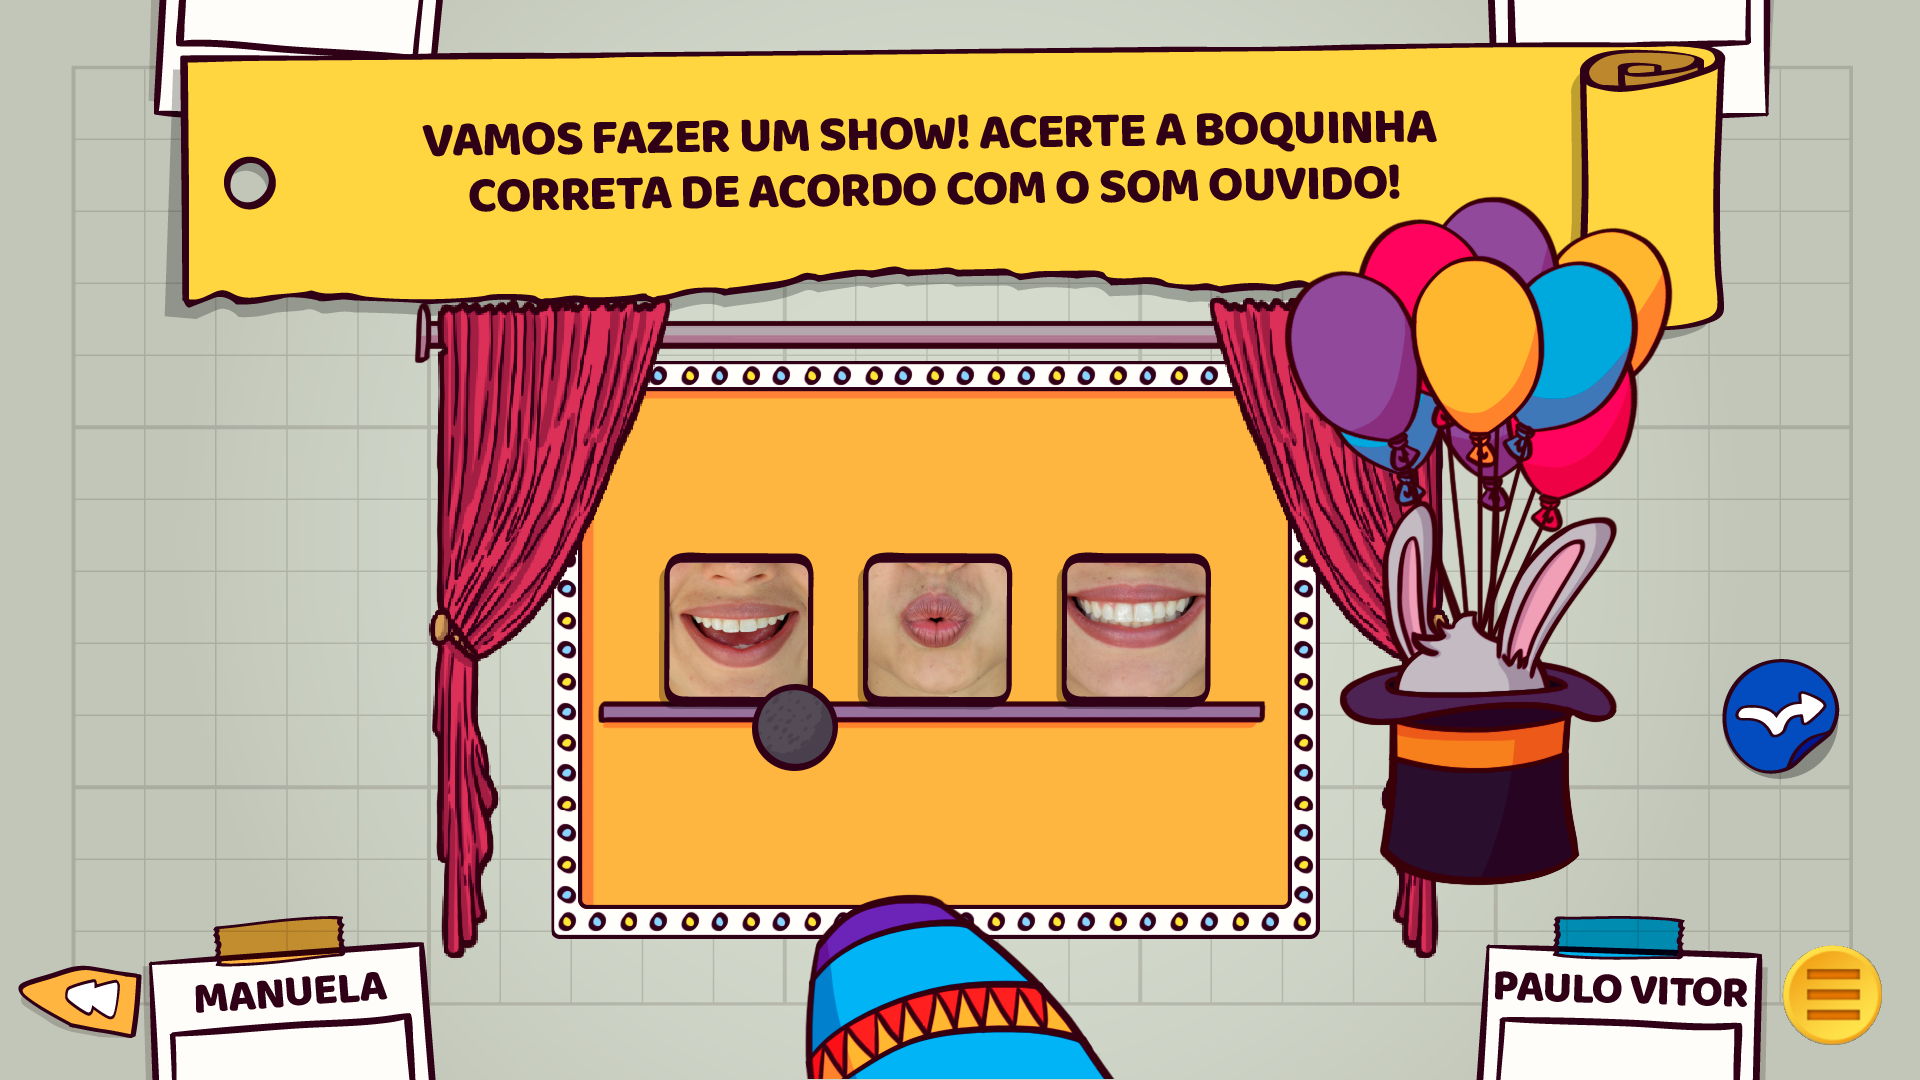 VAMOS FAZER UM SHOW! ACERTE A BOQUINHA
CORRETA DE ACORDO COM O SOM OUVIDO!
MANUELA
PAULO VITOR